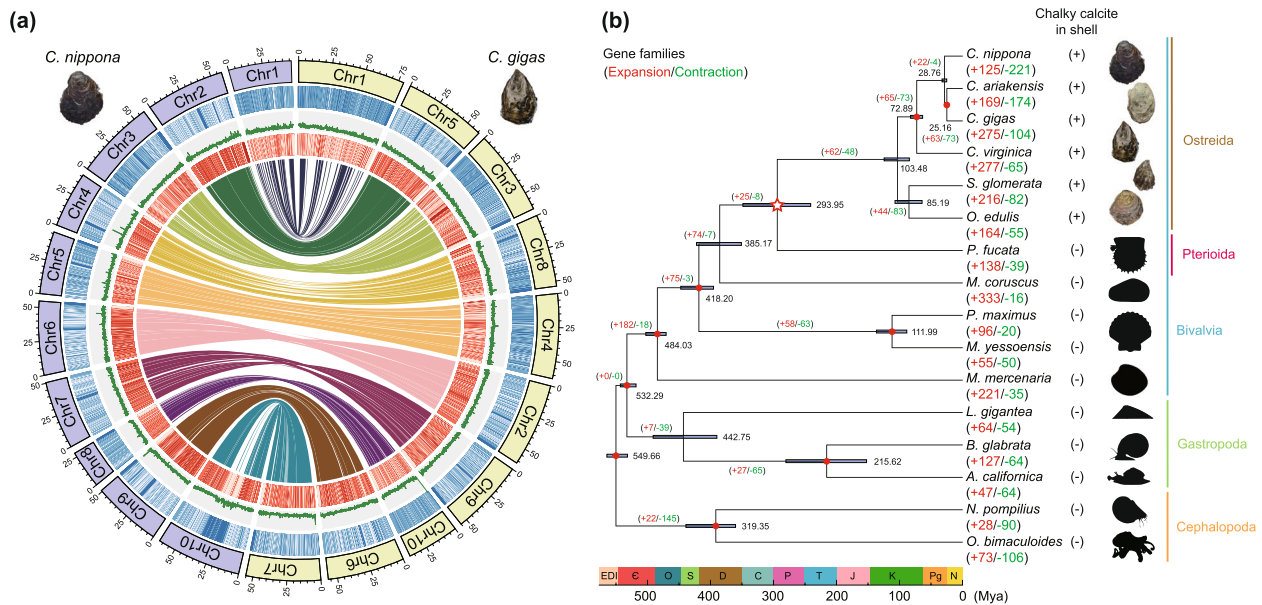 (a)
C. nippona
C. gigas
Chr1
Chr2
Chr3
Chr4
Chr5
Chr6
Chr7
Chr8
Chr9
Chr10
Chr1
Chr5
Chr3
Chr8
Chr4
Chr2
Chr9
Chr10
Chr6
Chr7
(b)
Gene families
(Expansion/Contraction)
Chalky calcite
in shell
C. nippona (+)
(+125/-221)
C. ariakensis (+)
(+169/-174)
C. gigas (+)
(+275/-104)
C. virginica (+)
(+277/-65)
S. glomerata (+)
(+216/-82)
O. edulis (+)
(+164/-55)
P. fucata (-)
(+138/-39)
M. coruscus (-)
(+333/-16)
P. maximus (-)
(+96/-20)
M. yessoensis (-)
(+55/-50)
M. mercenaria (-)
(+221/-35)
L. gigantea (-)
(+64/-54)
B. glabrata (-)
(+127/-64)
A. californica (-)
(+47/-64)
N. pompilius (-)
(+28/-90)
O. bimaculoides (-)
(+73/-106)
(+22/-4)
28.76
(+65/-73)
72.89
25.16
(+63/-73)
(+62/-48)
103.48
(+44/-83)
85.19
(+25/-8)
293.95
(+74/-7)
385.17
(+75/-3)
418.20
(+58/-63)
111.99
(+182/-18)
484.03
(+0/-0)
532.29
(+7/-39)
442.75
(+27/-65)
215.62
549.66
(+22/-145)
319.35
Ostreida
Pterioida
Bivalvia
Gastropoda
Cephalopoda
EDI Є O S D C P T J K Pg N
500 400 300 200 100 0 (Mya)